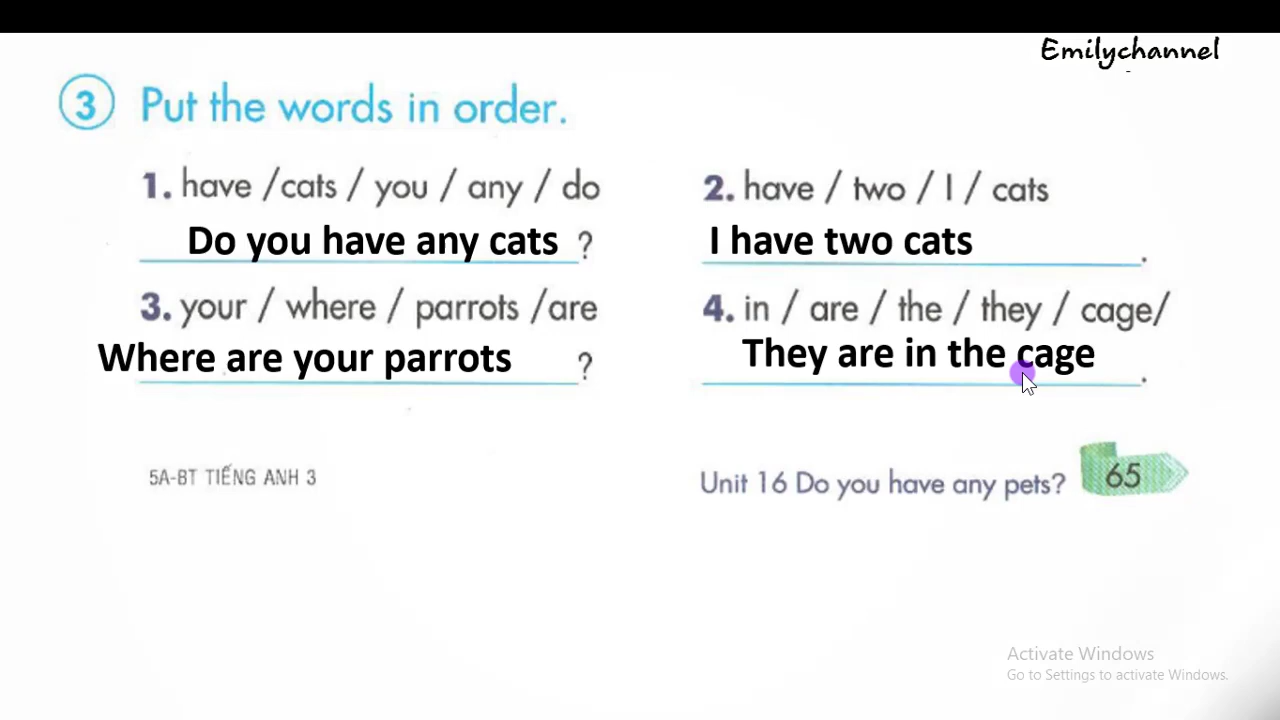 Emilychannel
3 Put the words in order.
1. have /cats / you / any / do
Do you have any cats ?
2. have / two / I / cats
I have two cats .
3. your / where / parrots /are
Where are your parrots ?
4. in / are / the / they / cage/
They are in the cage .
5A-BT TIẾNG ANH 3
Unit 16 Do you have any pets? 65
Activate Windows
Go to Settings to activate Windows.